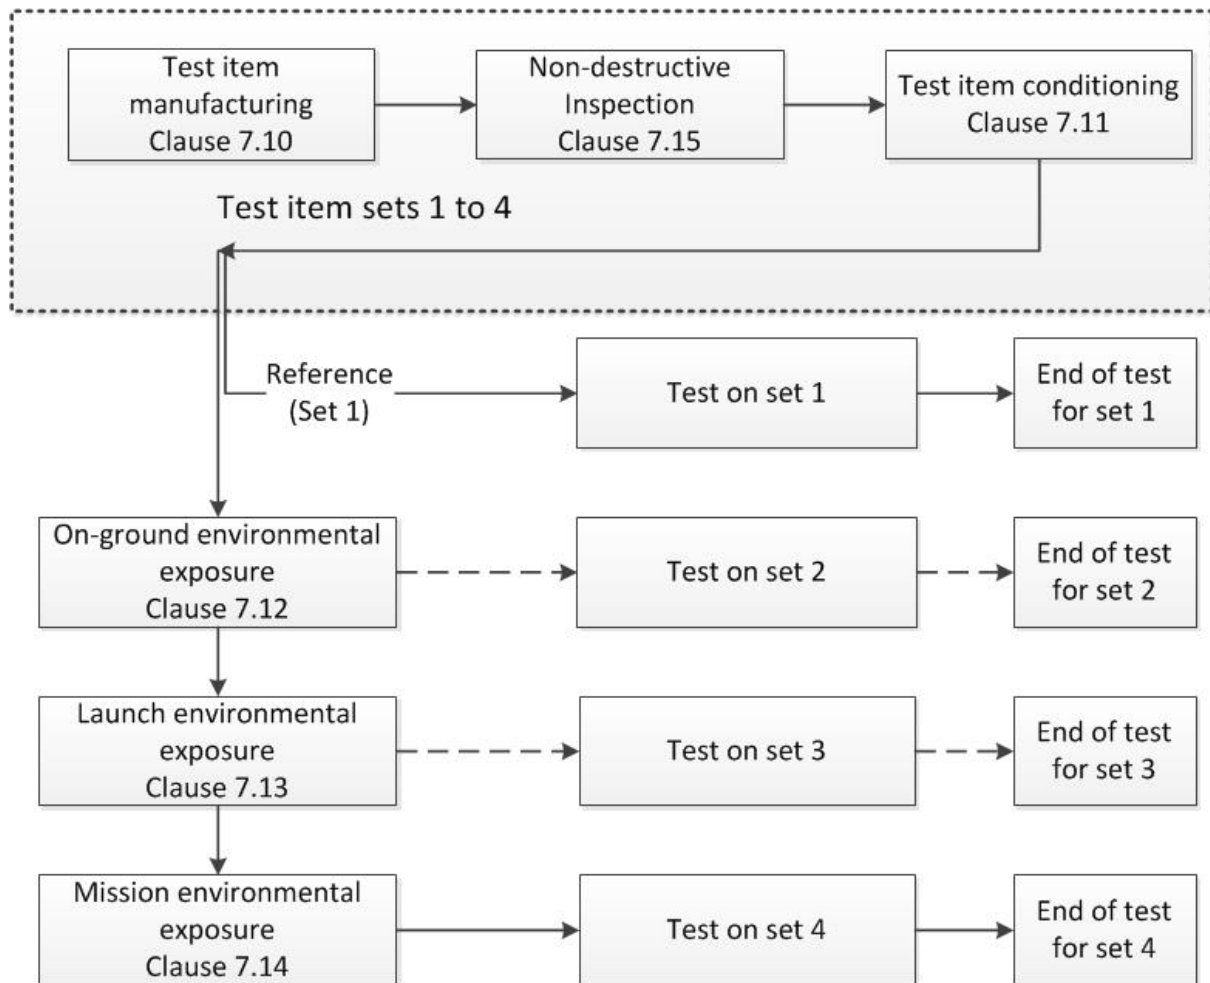 Test item
manufacturing
Clause 7.10
Non-destructive
Inspection
Clause 7.15
Test item conditioning
Clause 7.11
Test item sets 1 to 4
Reference
(Set 1)
Test on set 1
End of test
for set 1
On-ground environmental
exposure
Clause 7.12
Test on set 2
End of test
for set 2
Launch environmental
exposure
Clause 7.13
Test on set 3
End of test
for set 3
Mission environmental
exposure
Clause 7.14
Test on set 4
End of test
for set 4